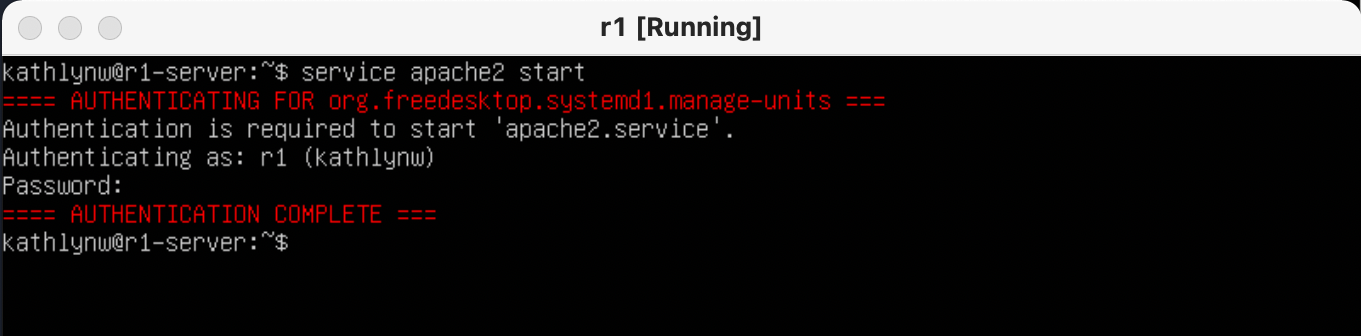 r1 [Running]
kathlynw@r1-server:~$ service apache2 start
==== AUTHENTICATING FOR org.freedesktop.systemd1.manage-units ===
Authentication is required to start 'apache2.service'.
Authenticating as: r1 (kathlynw)
Password:
==== AUTHENTICATION COMPLETE ===
kathlynw@r1-server:~$